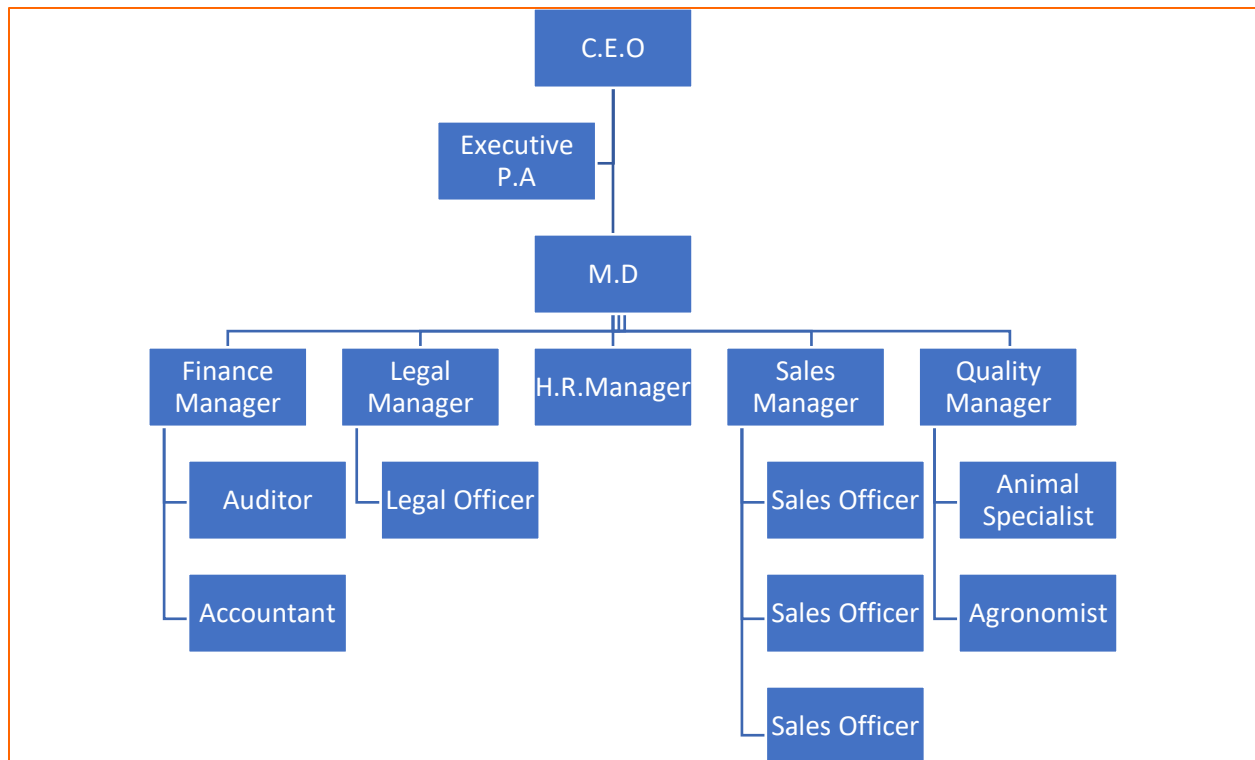 C.E.O
Executive
P.A
M.D
Finance
Manager
Legal
Manager
H.R.Manager
Sales
Manager
Quality
Manager
Auditor
Legal Officer
Sales Officer
Animal
Specialist
Accountant
Sales Officer
Agronomist
Sales Officer